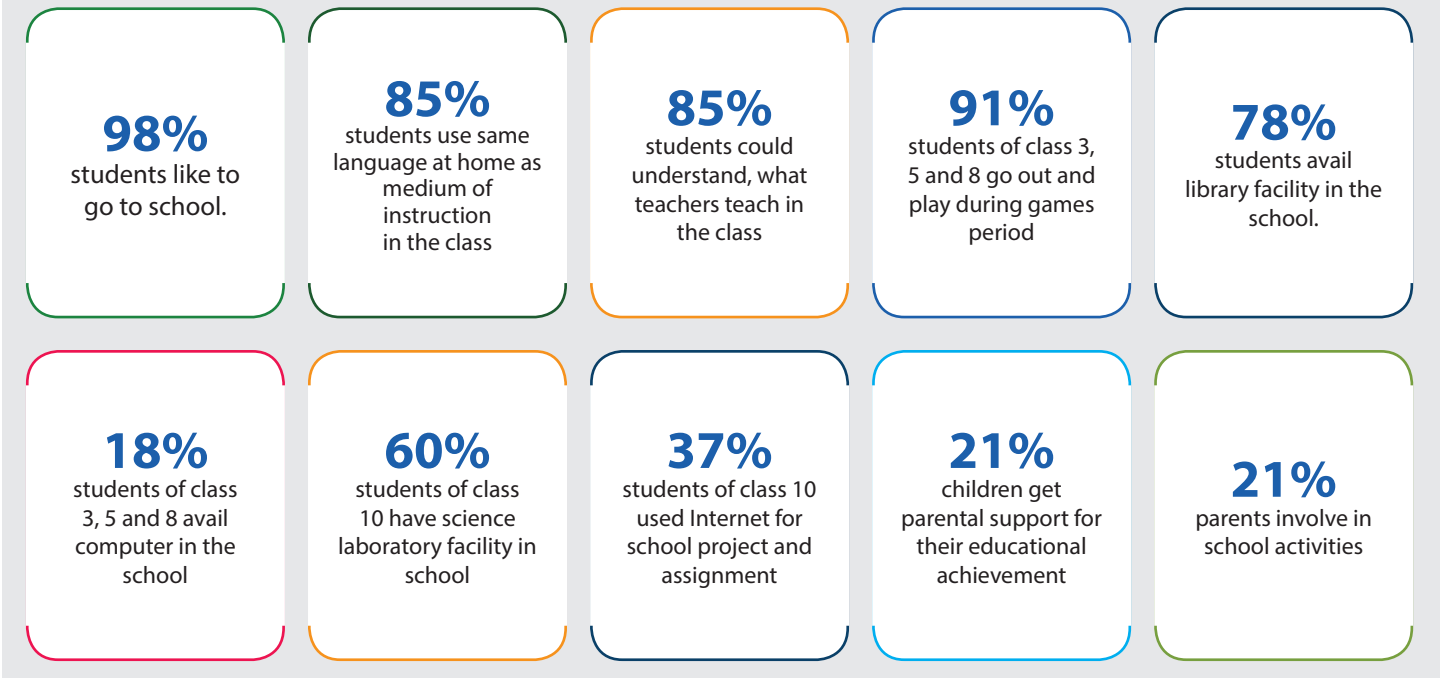 98%
students like to
go to school.
85%
students use same
language at home as
medium of
instruction
in the class
85%
students could
understand, what
teachers teach in
the class
91%
students of class 3,
5 and 8 go out and
play during games
period
78%
students avail
library facility in the
school.
18%
students of class
3, 5 and 8 avail
computer in the
school
60%
students of class
10 have science
laboratory facility in
school
37%
students of class 10
used Internet for
school project and
assignment
21%
children get
parental support for
their educational
achievement
21%
parents involve in
school activities